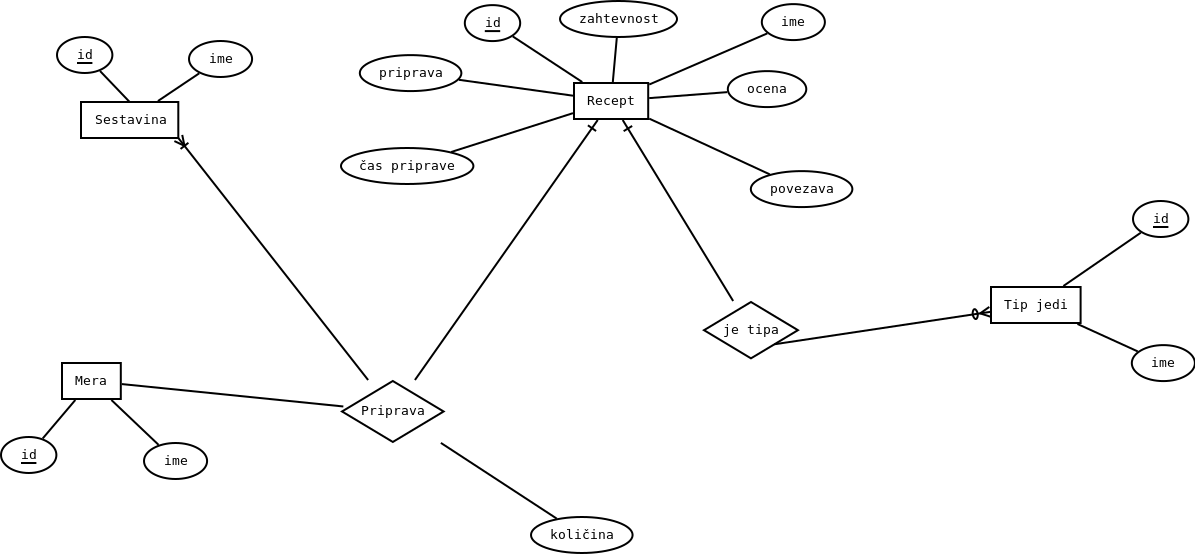 id
zahtevnost
ime
id
ime
priprava
ocena
Recept
Sestavina
čas priprave
povezava
id
Tip jedi
je tipa
ime
Mera
Priprava
id
ime
količina